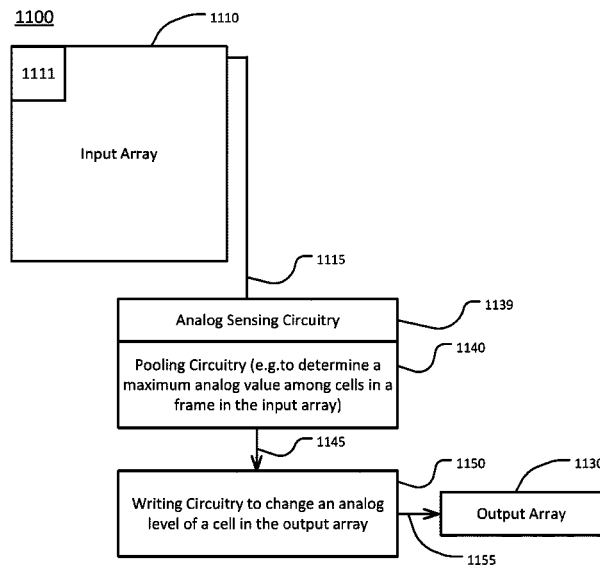 1100
1110
1111
Input Array
1115
Analog Sensing Circuitry
1139
Pooling Circuitry (e.g.to determine a
maximum analog value among cells in a
frame in the input array)
1140
1145
1150
Writing Circuitry to change an analog
level of a cell in the output array
1130
Output Array
1155